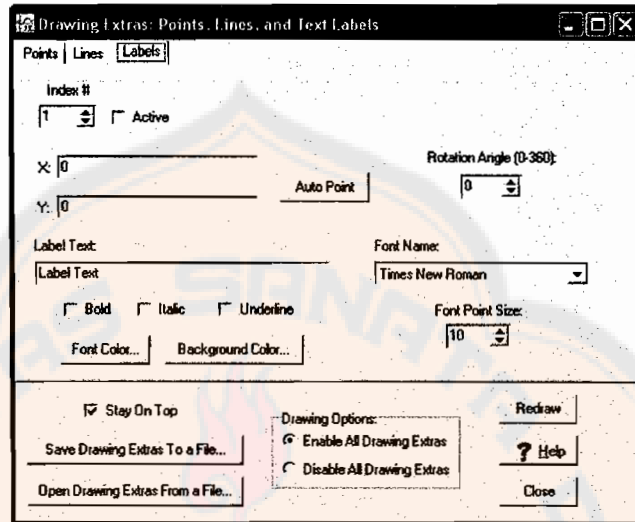 Drawing Extras: Points, Lines, and Text Labels
Points Lines Labels
Index #
1 Active
Rotation Angle (0-360):
X: 0
Auto Point
0
Y: 0
Label Text:
Font Name:
Label Text
Times New Roman
Bold Italic Underline
Font Point Size:
Font Color... Background Color...
10
Stay On Top
Drawing Options:
Redraw
Enable All Drawing Extras
Save Drawing Extras To a File...
? Help
Disable All Drawing Extras
Open Drawing Extras From a File...
Close
AS SANATA